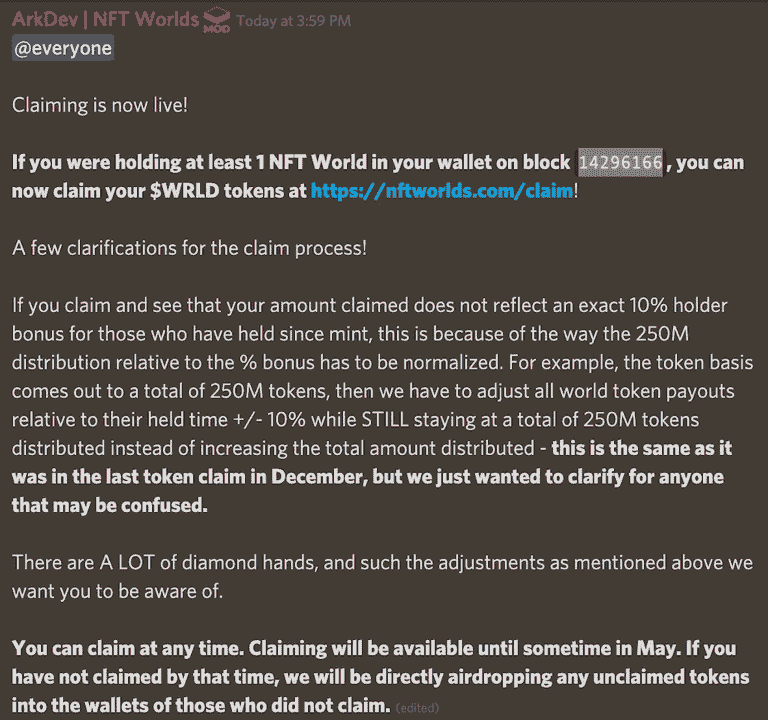 ArkDev | NFT Worlds MOD Today at 3:59 PM
@everyone
Claiming is now live!
If you were holding at least 1 NFT World in your wallet on block 14296166, you can
now claim your $WRLD tokens at https://nftworlds.com/claim!
A few clarifications for the claim process!
If you claim and see that your amount claimed does not reflect an exact 10% holder
bonus for those who have held since mint, this is because of the way the 250M
distribution relative to the % bonus has to be normalized. For example, the token basis
comes out to a total of 250M tokens, then we have to adjust all world token payouts
relative to their held time +/- 10% while STILL staying at a total of 250M tokens
distributed instead of increasing the total amount distributed - this is the same as it
was in the last token claim in December, but we just wanted to clarify for anyone
that may be confused.
There are A LOT of diamond hands, and such the adjustments as mentioned above we
want you to be aware of.
You can claim at any time. Claiming will be available until sometime in May. If you
have not claimed by that time, we will be directly airdropping any unclaimed tokens
into the wallets of those who did not claim. (edited)